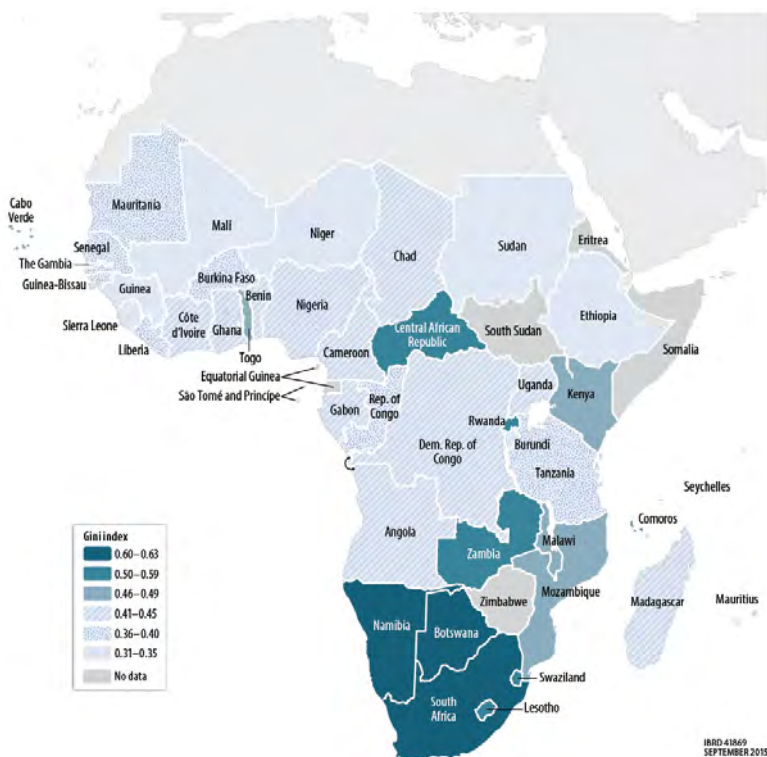 Cabo
Verde
Mauritania
Mali
Niger
Chad
Sudan
Eritrea
Senegal
The Gambia
Guinea-Bissau
Guinea
Sierra Leone
Liberia
Côte
d'Ivoire
Burkina Faso
Ghana
Togo
Benin
Nigeria
Cameroon
Central African
Republic
South Sudan
Ethiopia
Somalia
Equatorial Guinea
São Tomé and Príncipe
Gabon
Rep. of
Congo
Dem. Rep. of
Congo
Uganda
Kenya
Rwanda
Burundi
Tanzania
Seychelles
Comoros
Angola
Zambia
Malawi
Mozambique
Zimbabwe
Madagascar
Mauritius
Namibia
Botswana
Swaziland
South
Africa
Lesotho
Gini index
0.60–0.63
0.50–0.59
0.46–0.49
0.41–0.45
0.36–0.40
0.31–0.35
No data
IBRD 41869
SEPTEMBER 2015